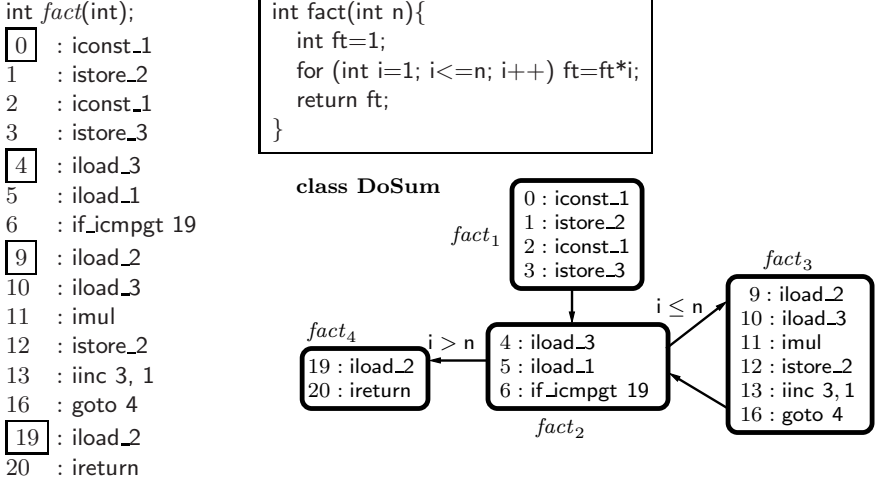 int fact(int);
0 : iconst_1
1 : istore_2
2 : iconst_1
3 : istore_3
4 : iload_3
5 : iload_1
6 : if_icmpgt 19
9 : iload_2
10 : iload_3
11 : imul
12 : istore_2
13 : iinc 3, 1
16 : goto 4
19 : iload_2
20 : ireturn
int fact(int n){
int ft=1;
for (int i=1; i<=n; i++) ft=ft*i;
return ft;
}
class DoSum
fact₁
0 : iconst_1
1 : istore_2
2 : iconst_1
3 : istore_3
fact₄
19 : iload_2
20 : ireturn
i > n
4 : iload_3
5 : iload_1
6 : if_icmpgt 19
fact₂
i ≤ n
fact₃
9 : iload_2
10 : iload_3
11 : imul
12 : istore_2
13 : iinc 3, 1
16 : goto 4